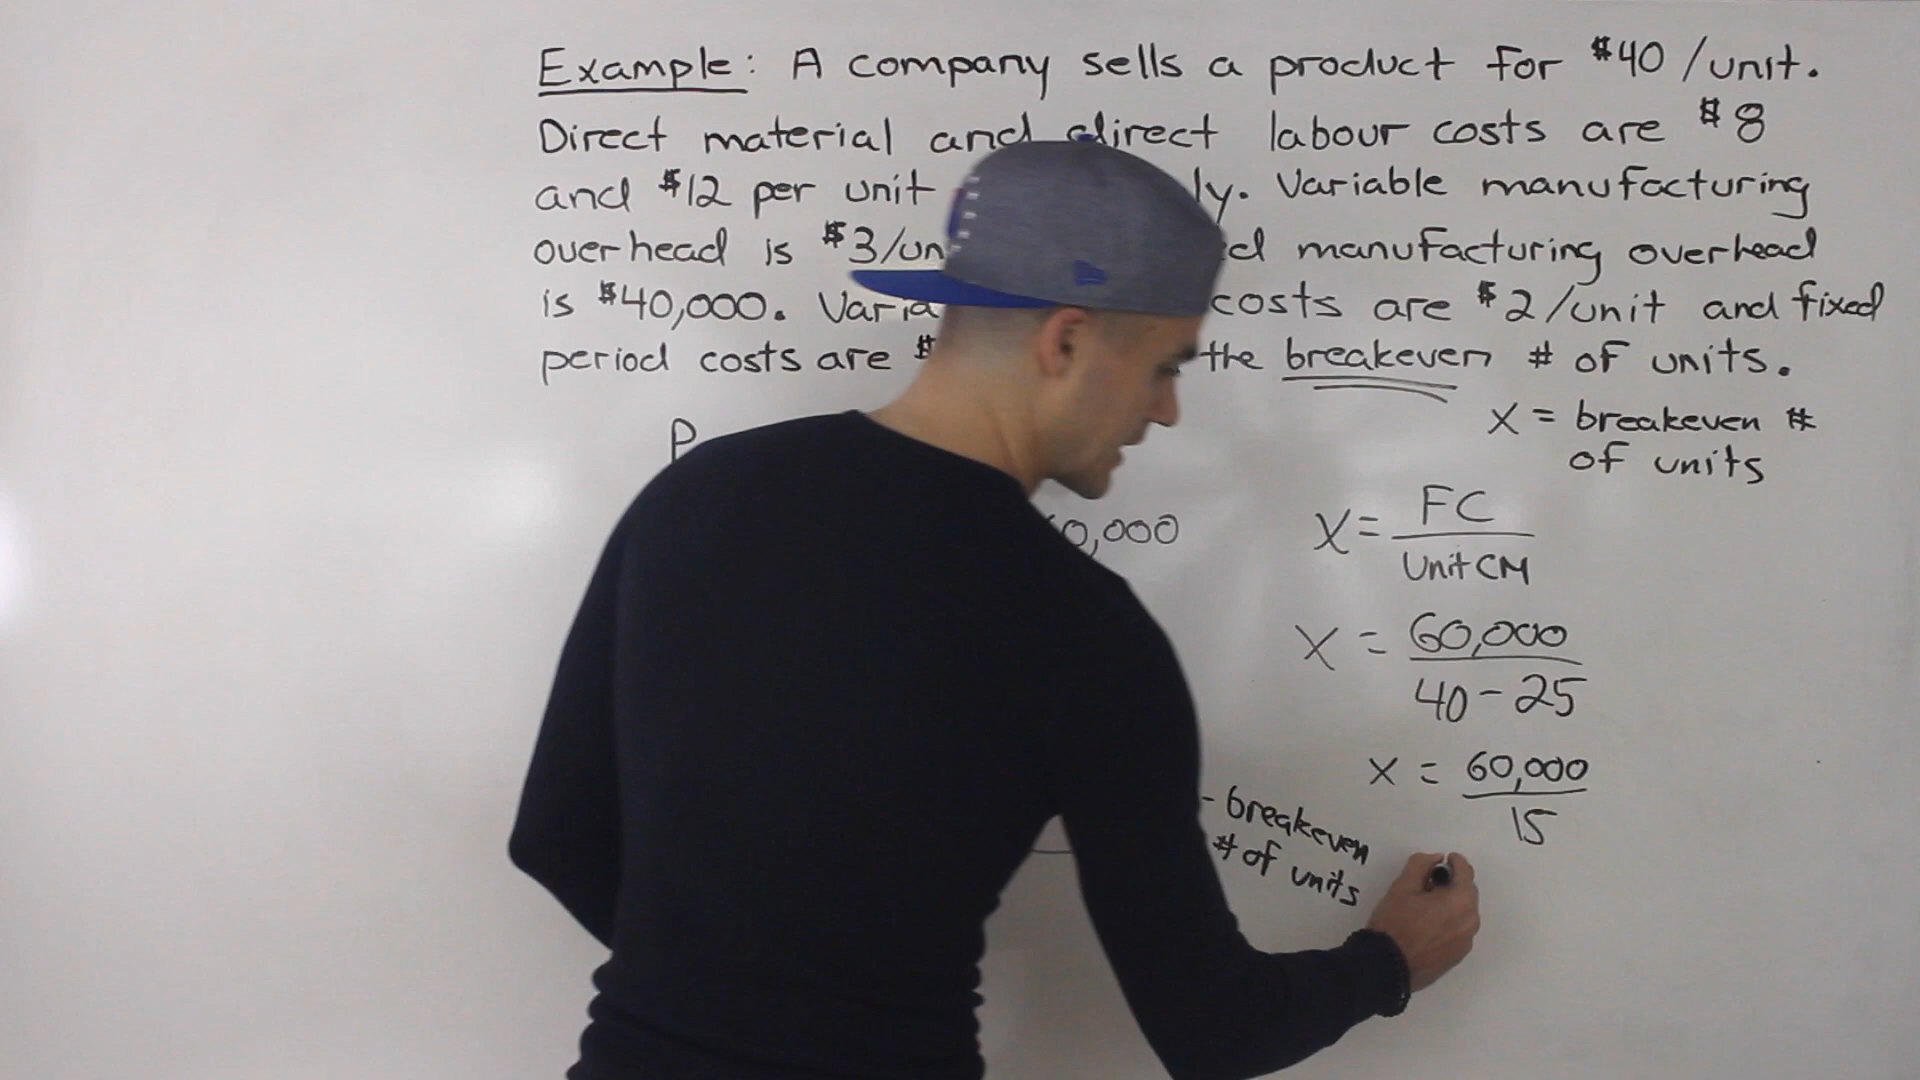 Example: A company sells a product for $40/unit.
Direct material and direct labour costs are $8
and $12 per unit ly. Variable manufacturing
overhead is $3/un d manufacturing overhead
is $40,000. Varia costs are $2/unit and fixed
period costs are $ the breakeven # of units.
P
x = breakeven #
of units
0,000
X = FC
Unit CM
X = 60,000
40 - 25
x = 60,000
15
- breakeven
# of units